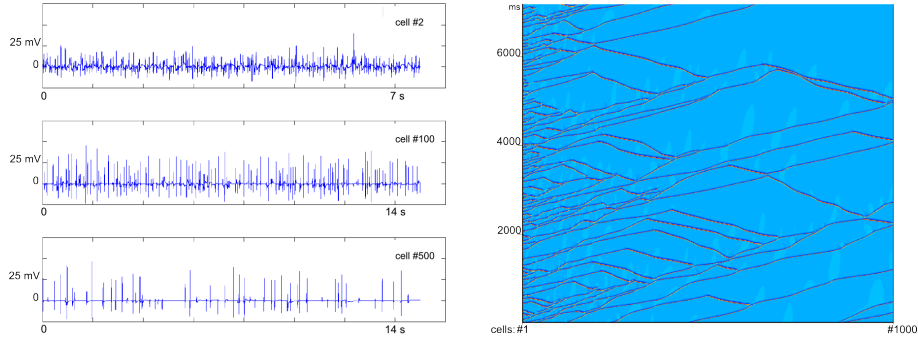 cell #2
25 mV
0
0 7 s
cell #100
25 mV
0
0 14 s
cell #500
25 mV
0
0 14 s
ms
6000
4000
2000
cells: #1 #1000